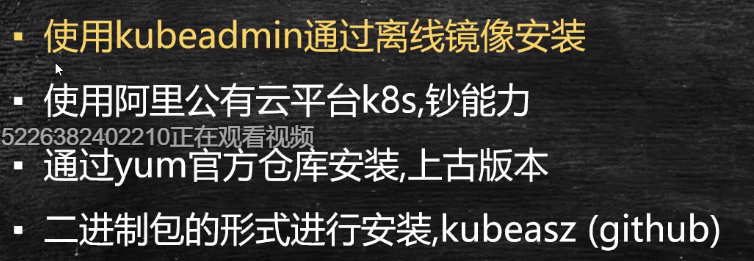 ▪ 使用kubeadmin通过离线镜像安装
▪ 使用阿里公有云平台k8s,钞能力
5226382402210正在观看视频
▪ 通过yum官方仓库安装,上古版本
▪ 二进制包的形式进行安装,kubeasz (github)